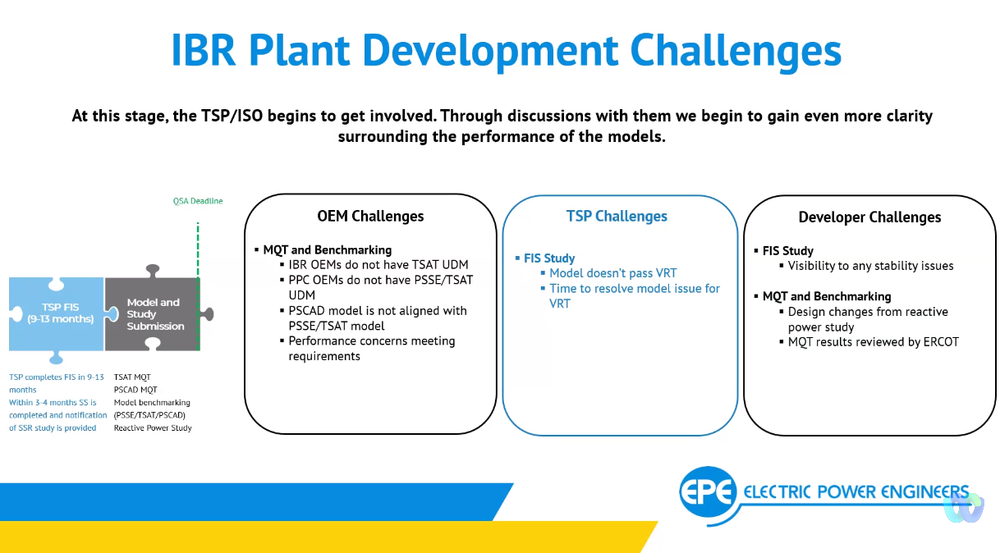 IBR Plant Development Challenges
At this stage, the TSP/ISO begins to get involved. Through discussions with them we begin to gain even more clarity
surrounding the performance of the models.
QSA Deadline
TSP FIS
(9-13 months)
Model and
Study
Submission
TSP completes FIS in 9-13
months
Within 3-4 months SS is
completed and notification
of SSR study is provided
TSAT MQT
PSCAD MQT
Model benchmarking
(PSSE/TSAT/PSCAD)
Reactive Power Study
OEM Challenges
▪ MQT and Benchmarking
▪ IBR OEMs do not have TSAT UDM
▪ PPC OEMs do not have PSSE/TSAT
UDM
▪ PSCAD model is not aligned with
PSSE/TSAT model
▪ Performance concerns meeting
requirements
TSP Challenges
▪ FIS Study
▪ Model doesn't pass VRT
▪ Time to resolve model issue for
VRT
Developer Challenges
▪ FIS Study
▪ Visibility to any stability issues
▪ MQT and Benchmarking
▪ Design changes from reactive
power study
▪ MQT results reviewed by ERCOT
EPE ELECTRIC POWER ENGINEERS